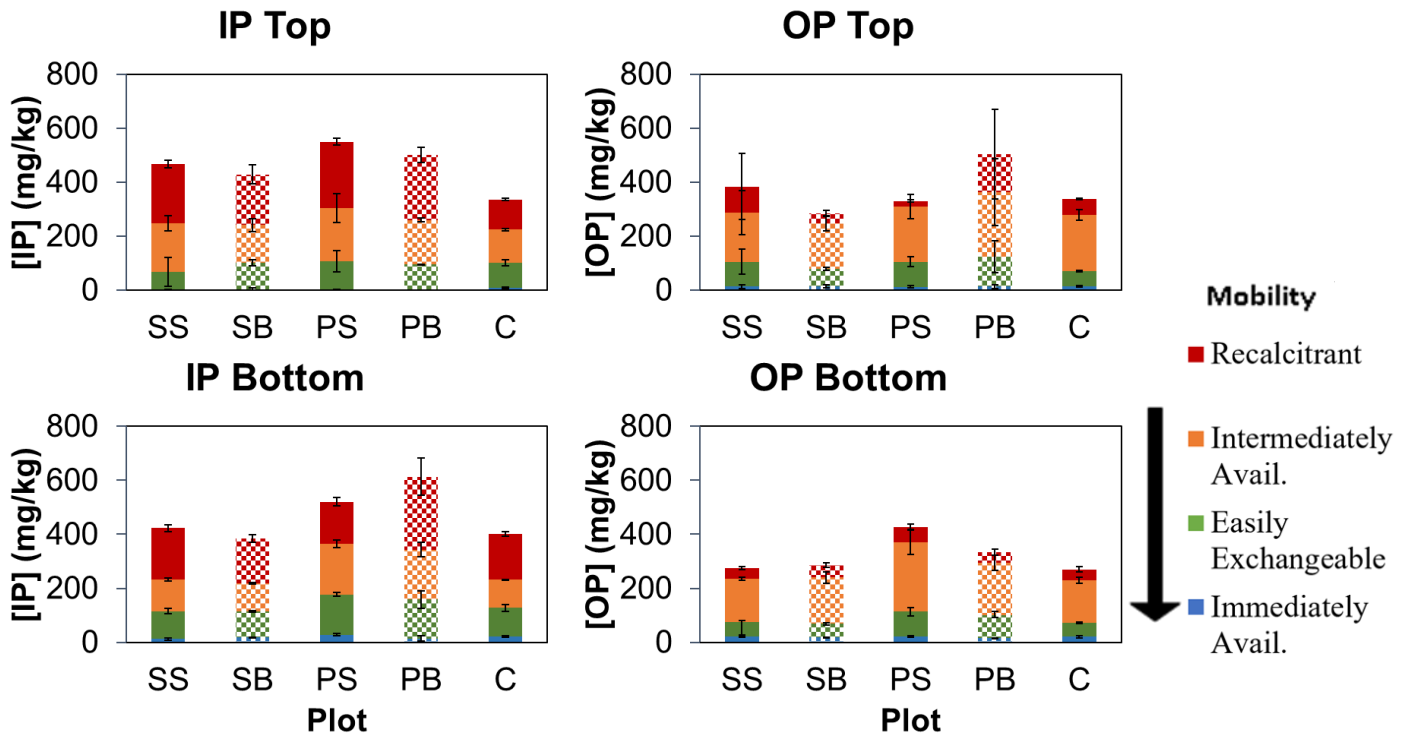 IP Top
OP Top
[IP] (mg/kg)
800
600
400
200
0
SS SB PS PB C
[OP] (mg/kg)
800
600
400
200
0
SS SB PS PB C
IP Bottom
OP Bottom
[IP] (mg/kg)
800
600
400
200
0
SS SB PS PB C
Plot
[OP] (mg/kg)
800
600
400
200
0
SS SB PS PB C
Plot
Mobility
Recalcitrant
Intermediately
Avail.
Easily
Exchangeable
Immediately
Avail.